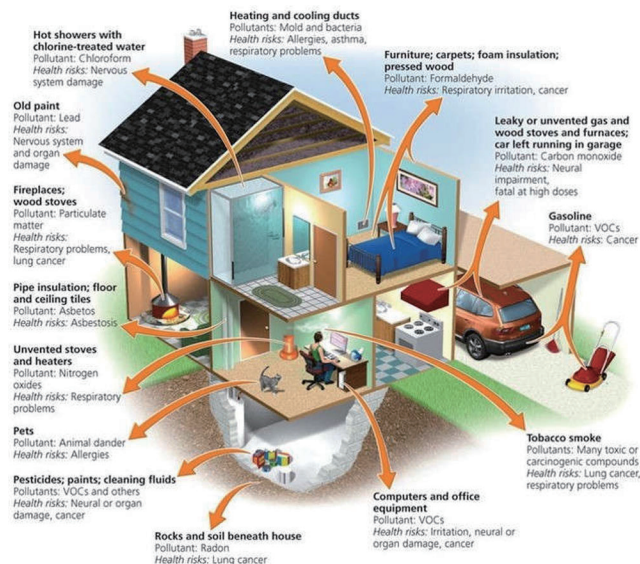 Hot showers with
chlorine-treated water
Pollutant: Chloroform
Health risks: Nervous
system damage
Heating and cooling ducts
Pollutants: Mold and bacteria
Health risks: Allergies, asthma,
respiratory problems
Furniture; carpets; foam insulation;
pressed wood
Pollutant: Formaldehyde
Health risks: Respiratory irritation, cancer
Old paint
Pollutant: Lead
Health risks:
Nervous system
and organ
damage
Leaky or unvented gas and
wood stoves and furnaces;
car left running in garage
Pollutant: Carbon monoxide
Health risks: Neural
impairment,
fatal at high doses
Fireplaces;
wood stoves
Pollutant: Particulate
matter
Health risks:
Respiratory problems,
lung cancer
Gasoline
Pollutant: VOCs
Health risks: Cancer
Pipe insulation; floor
and ceiling tiles
Pollutant: Asbetos
Health risks: Asbestosis
Unvented stoves
and heaters
Pollutant: Nitrogen
oxides
Health risks: Respiratory
problems
Pets
Pollutant: Animal dander
Health risks: Allergies
Pesticides; paints; cleaning fluids
Pollutants: VOCs and others
Health risks: Neural or organ
damage, cancer
Rocks and soil beneath house
Pollutant: Radon
Health risks: Lung cancer
Computers and office
equipment
Pollutant: VOCs
Health risks: Irritation, neural or
organ damage, cancer
Tobacco smoke
Pollutants: Many toxic or
carcinogenic compounds
Health risks: Lung cancer,
respiratory problems